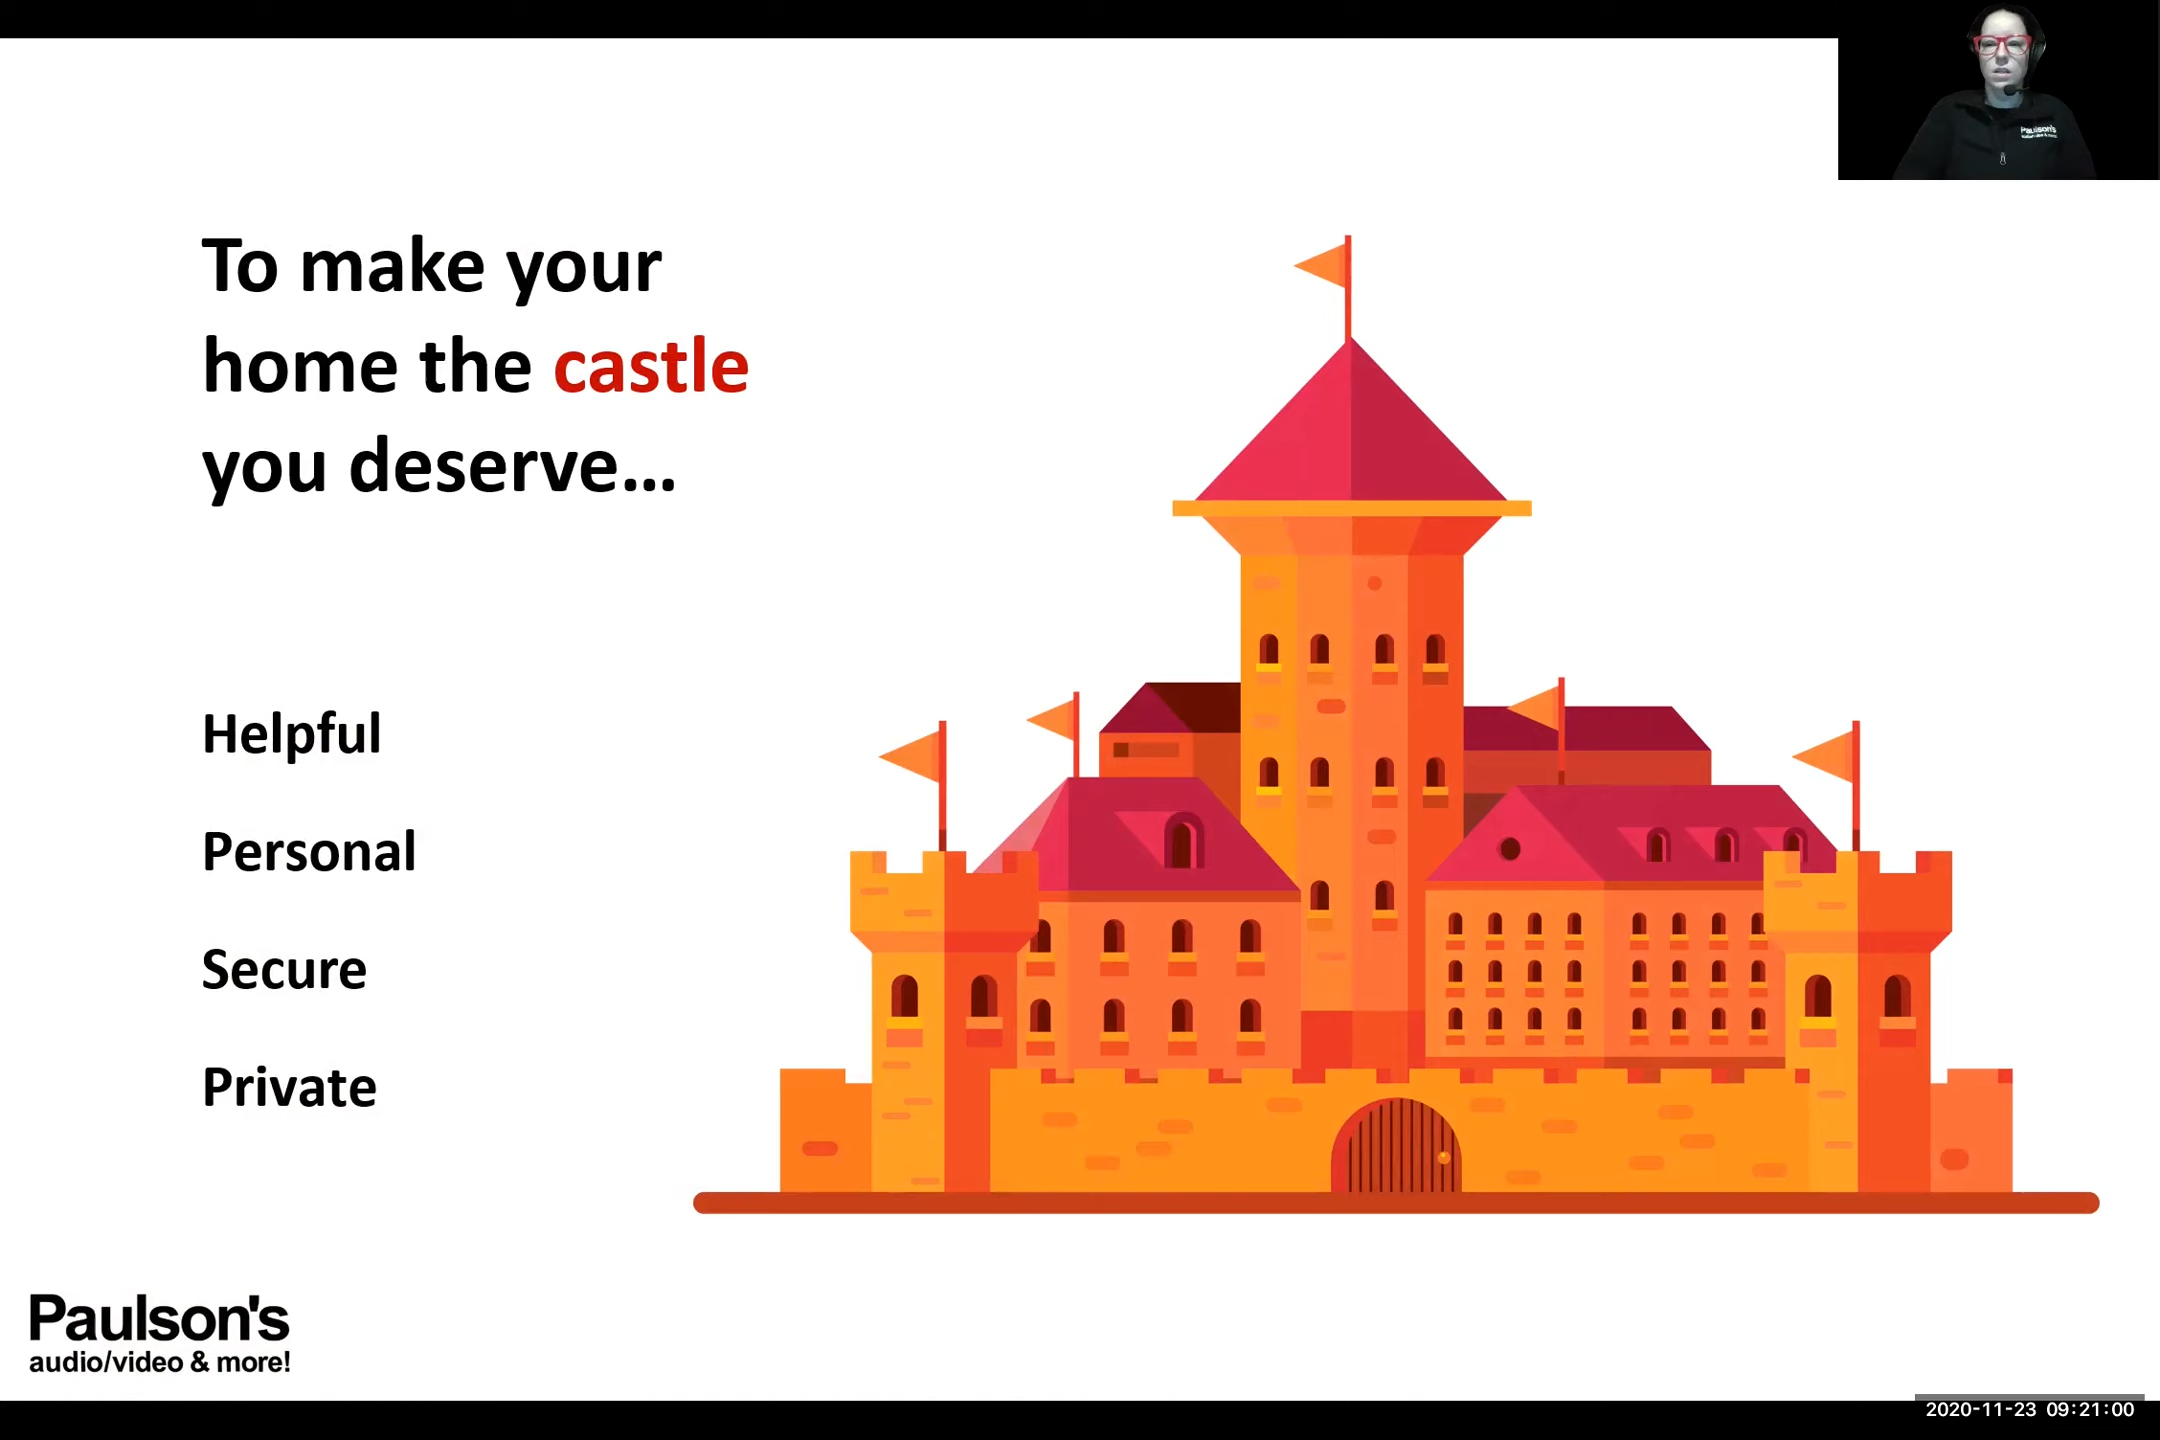 Paulson's
To make your
home the castle
you deserve...
Helpful
Personal
Secure
Private
Paulson's
audio/video & more!
2020-11-23 09:21:00